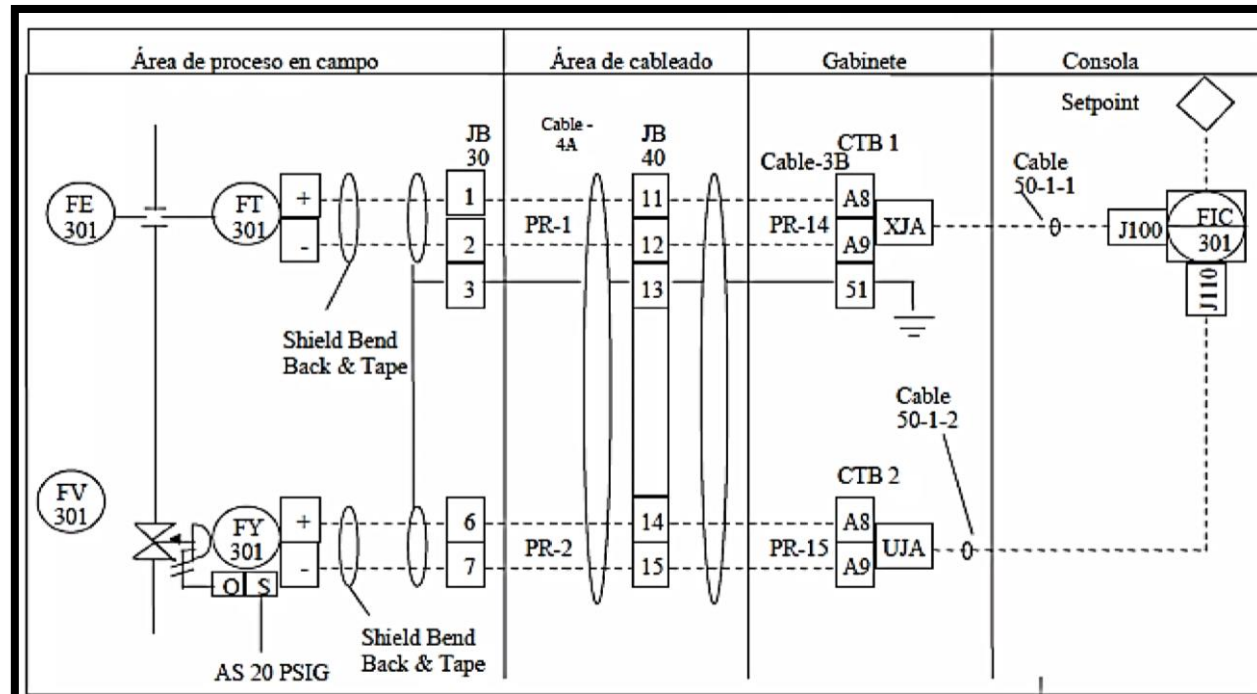 Área de proceso en campo
Área de cableado
Gabinete
Consola
Setpoint
JB
30
Cable -
4A
JB
40
CTB 1
Cable-3B
Cable
50-1-1
FE
301
FT
301
+
-
1
2
3
PR-1
11
12
13
PR-14
A8
A9
51
XJA
J100
FIC
301
J110
Shield Bend
Back & Tape
Cable
50-1-2
FV
301
FY
301
+
-
O
S
6
7
PR-2
14
15
PR-15
CTB 2
A8
A9
UJA
Shield Bend
Back & Tape
AS 20 PSIG